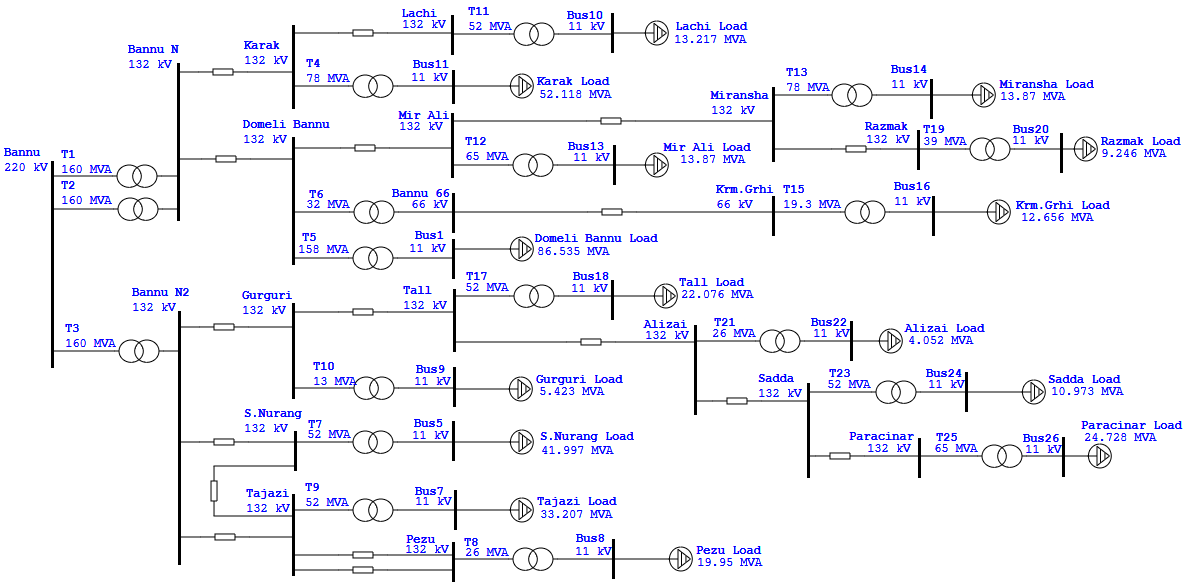 Lachi
132 kV
T11
52 MVA
Bus10
11 kV
Lachi Load
13.217 MVA
Bannu N
132 kV
Karak
132 kV
T4
78 MVA
Bus11
11 kV
Karak Load
52.118 MVA
T13
78 MVA
Bus14
11 kV
Miransha Load
13.87 MVA
Miransha
132 kV
Domeli Bannu
132 kV
Mir Ali
132 kV
T12
65 MVA
Bus13
11 kV
Mir Ali Load
13.87 MVA
Razmak
132 kV
T19
39 MVA
Bus20
11 kV
Razmak Load
9.246 MVA
Bannu
220 kV
T1
160 MVA
T2
160 MVA
T6
32 MVA
Bannu 66
66 kV
Krm.Grhi
66 kV
T15
19.3 MVA
Bus16
11 kV
Krm.Grhi Load
12.656 MVA
T5
158 MVA
Bus1
11 kV
Domeli Bannu Load
86.535 MVA
Bannu N2
132 kV
Gurguri
132 kV
Tall
132 kV
T17
52 MVA
Bus18
11 kV
Tall Load
22.076 MVA
T3
160 MVA
Alizai
132 kV
T21
26 MVA
Bus22
11 kV
Alizai Load
4.052 MVA
T10
13 MVA
Bus9
11 kV
Gurguri Load
5.423 MVA
Sadda
132 kV
T23
52 MVA
Bus24
11 kV
Sadda Load
10.973 MVA
S.Nurang
132 kV
T7
52 MVA
Bus5
11 kV
S.Nurang Load
41.997 MVA
Paracinar
132 kV
T25
65 MVA
Bus26
11 kV
Paracinar Load
24.728 MVA
Tajazi
132 kV
T9
52 MVA
Bus7
11 kV
Tajazi Load
33.207 MVA
Pezu
132 kV
T8
26 MVA
Bus8
11 kV
Pezu Load
19.95 MVA